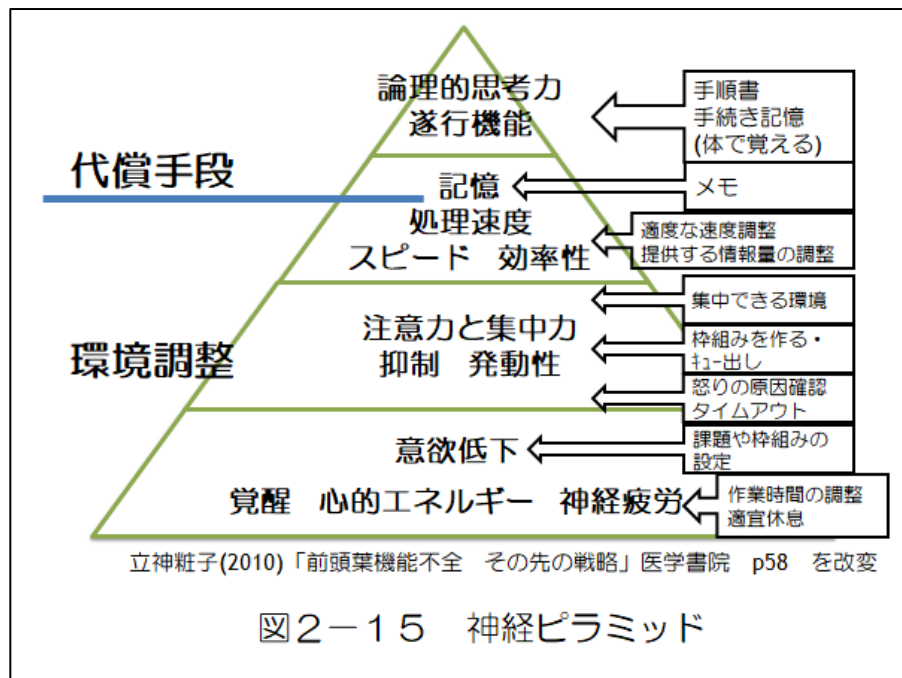 論理的思考力
遂行機能
手順書
手続き記憶
(体で覚える)
代償手段
記憶
メモ
処理速度
スピード 効率性
適度な速度調整
提供する情報量の調整
集中できる環境
環境調整
注意力と集中力
抑制 発動性
枠組みを作る・
ｷｭｰ出し
怒りの原因確認
タイムアウト
意欲低下
課題や枠組みの
設定
覚醒 心的エネルギー 神経疲労
作業時間の調整
適宜休息
立神粧子(2010)「前頭葉機能不全 その先の戦略」医学書院 p58 を改変
図２－１５ 神経ピラミッド